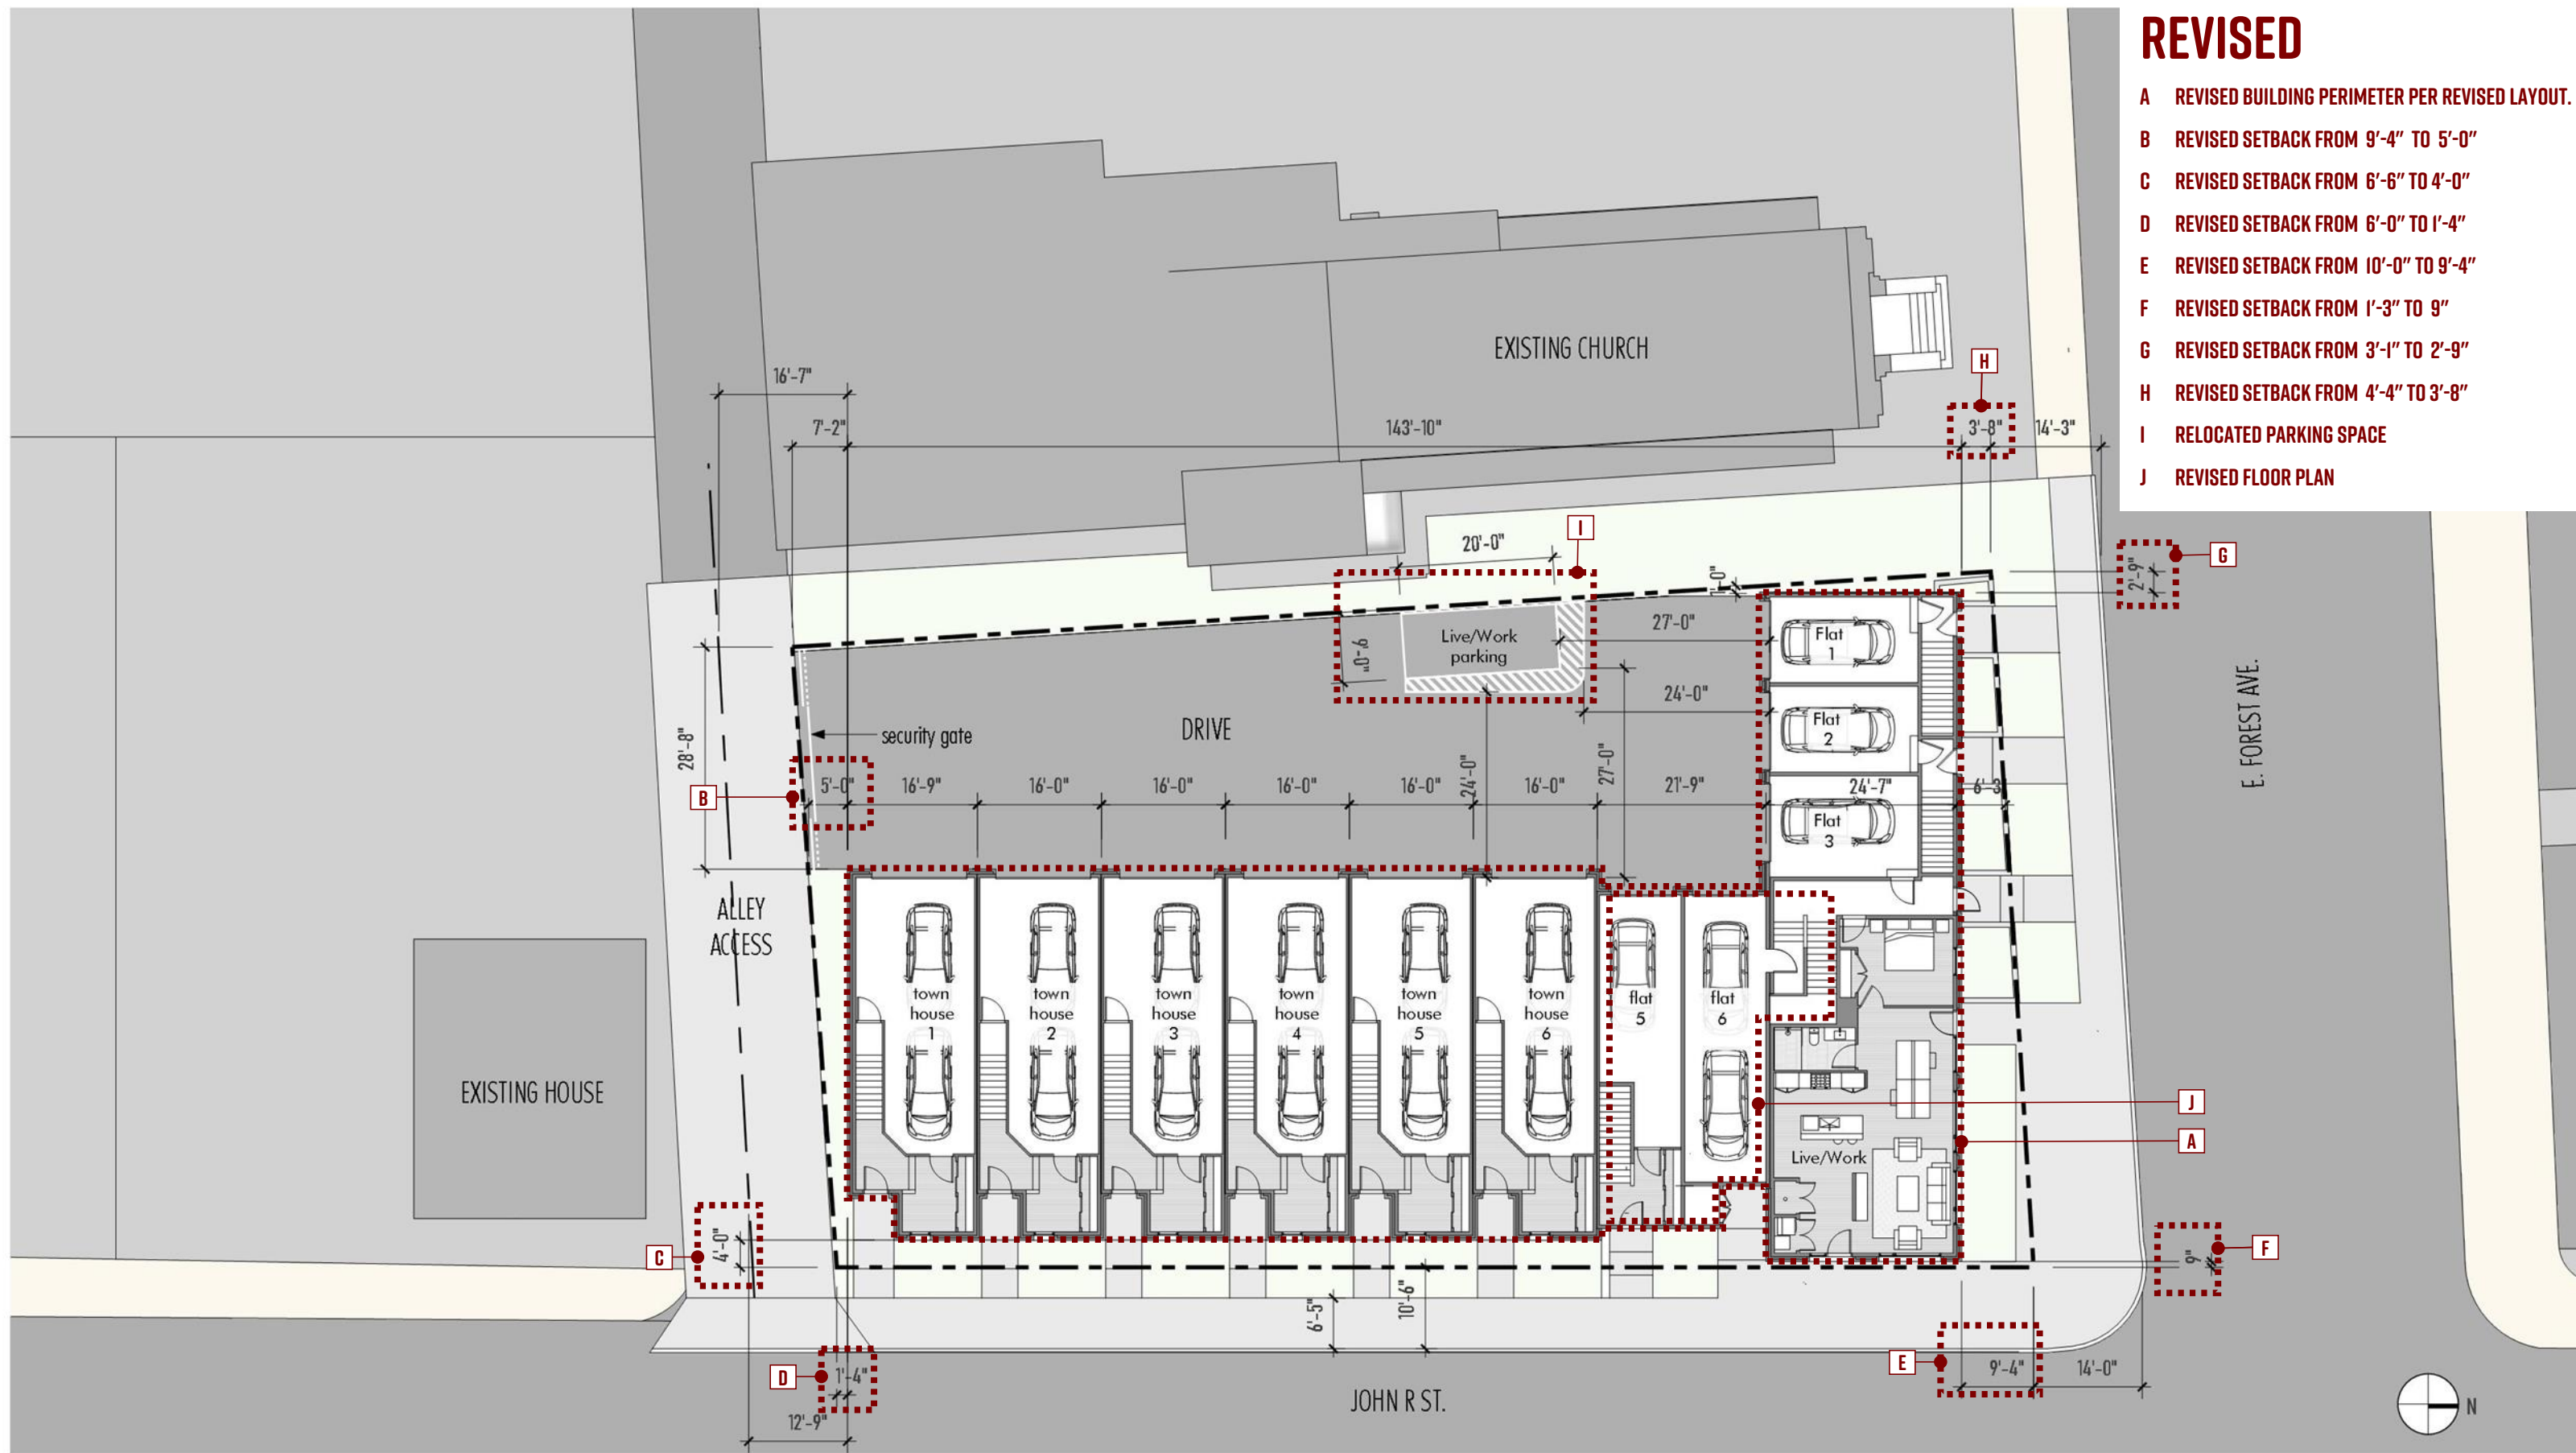 REVISED
A REVISED BUILDING PERIMETER PER REVISED LAYOUT.
B REVISED SETBACK FROM 9'-4" TO 5'-0"
C REVISED SETBACK FROM 6'-6" TO 4'-0"
D REVISED SETBACK FROM 6'-0" TO 1'-4"
E REVISED SETBACK FROM 10'-0" TO 9'-4"
F REVISED SETBACK FROM 1'-3" TO 9"
G REVISED SETBACK FROM 3'-1" TO 2'-9"
H REVISED SETBACK FROM 4'-4" TO 3'-8"
I RELOCATED PARKING SPACE
J REVISED FLOOR PLAN
EXISTING CHURCH
H
16'-7"
7'-2"
143'-10"
3'-8"
14'-3"
I
20'-0"
G
2'-9"
27'-0"
Live/Work
parking
9'-0"
24'-0"
Flat
1
Flat
2
Flat
3
E. FOREST AVE.
DRIVE
security gate
28'-8"
B
5'-0"
16'-9"
16'-0"
16'-0"
16'-0"
16'-0"
16'-0"
24'-0"
27'-0"
21'-9"
24'-7"
ALLEY
ACCESS
town
house
1
town
house
2
town
house
3
town
house
4
town
house
5
town
house
6
flat
5
flat
6
EXISTING HOUSE
J
A
Live/Work
C
4'-0"
F
9"
6'-5"
10'-6"
D
1'-4"
12'-9"
E
9'-4"
14'-0"
JOHN R ST.
N